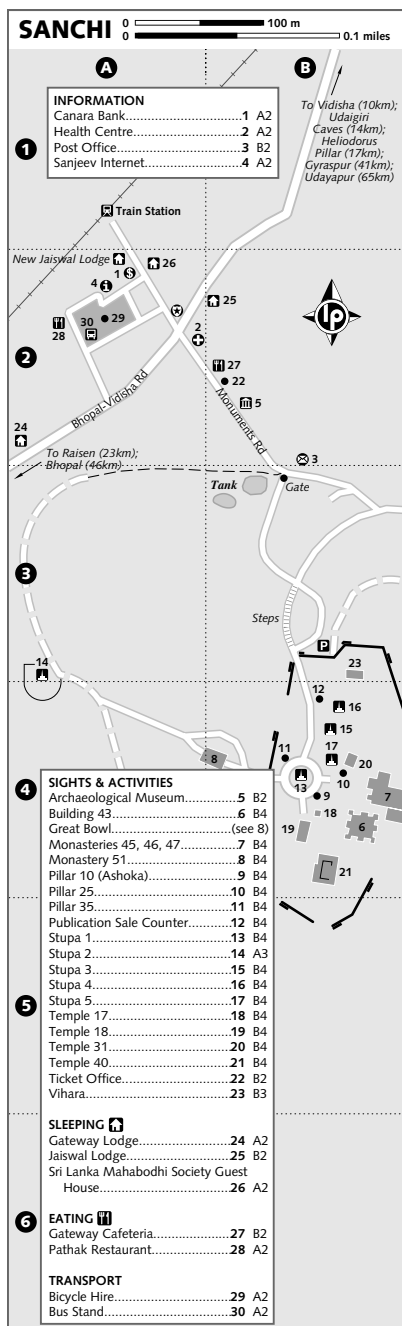 SANCHI
0 100 m
0 0.1 miles
A
B
INFORMATION
Canara Bank..............................1 A2
Health Centre............................2 A2
Post Office................................3 B2
Sanjeev Internet........................4 A2
1
To Vidisha (10km);
Udaigiri
Caves (14km);
Heliodorus
Pillar (17km);
Gyraspur (41km);
Udayapur (65km)
Train Station
New Jaiswal Lodge
26
1 $
4
25
lp
30 29
2
28
2
27
22
5
Bhopal-Vidisha Rd
Monuments Rd
24
3
To Raisen (23km);
Bhopal (46km)
Tank
Gate
3
Steps
P
14
23
12
16
15
17
11
20
8
10
13
9
7
4
18
6
19
21
SIGHTS & ACTIVITIES
Archaeological Museum...............5 B2
Building 43................................6 B4
Great Bowl...........................(see 8)
Monasteries 45, 46, 47...............7 B4
Monastery 51............................8 B4
Pillar 10 (Ashoka).......................9 B4
Pillar 25..................................10 B4
Pillar 35..................................11 B4
Publication Sale Counter............12 B4
Stupa 1...................................13 B4
Stupa 2...................................14 A3
Stupa 3...................................15 B4
Stupa 4...................................16 B4
Stupa 5...................................17 B4
Temple 17...............................18 B4
Temple 18...............................19 B4
Temple 31...............................20 B4
Temple 40...............................21 B4
Ticket Office............................22 B2
Vihara.....................................23 B3
5
SLEEPING
Gateway Lodge........................24 A2
Jaiswal Lodge..........................25 B2
Sri Lanka Mahabodhi Society Guest
House.................................26 A2
6
EATING
Gateway Cafeteria....................27 B2
Pathak Restaurant....................28 A2
TRANSPORT
Bicycle Hire.............................29 A2
Bus Stand...............................30 A2